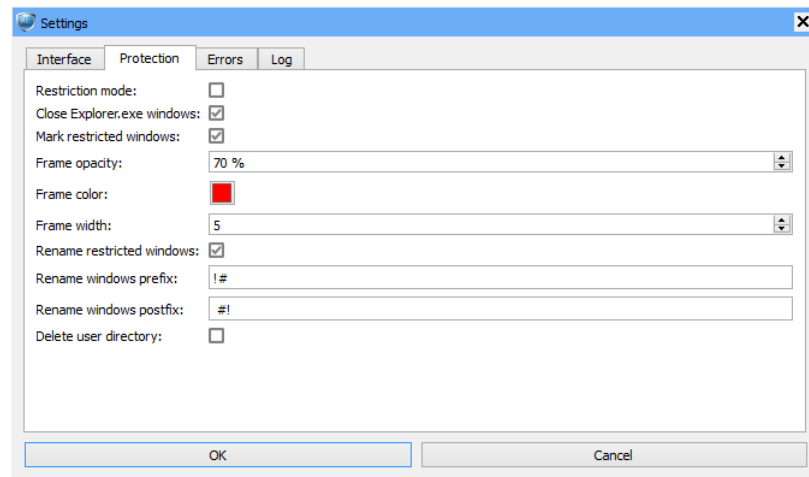 Settings
Interface Protection Errors Log
Restriction mode:
Close Explorer.exe windows:
Mark restricted windows:
Frame opacity: 70 %
Frame color:
Frame width: 5
Rename restricted windows:
Rename windows prefix: !#
Rename windows postfix: #!
Delete user directory:
OK Cancel